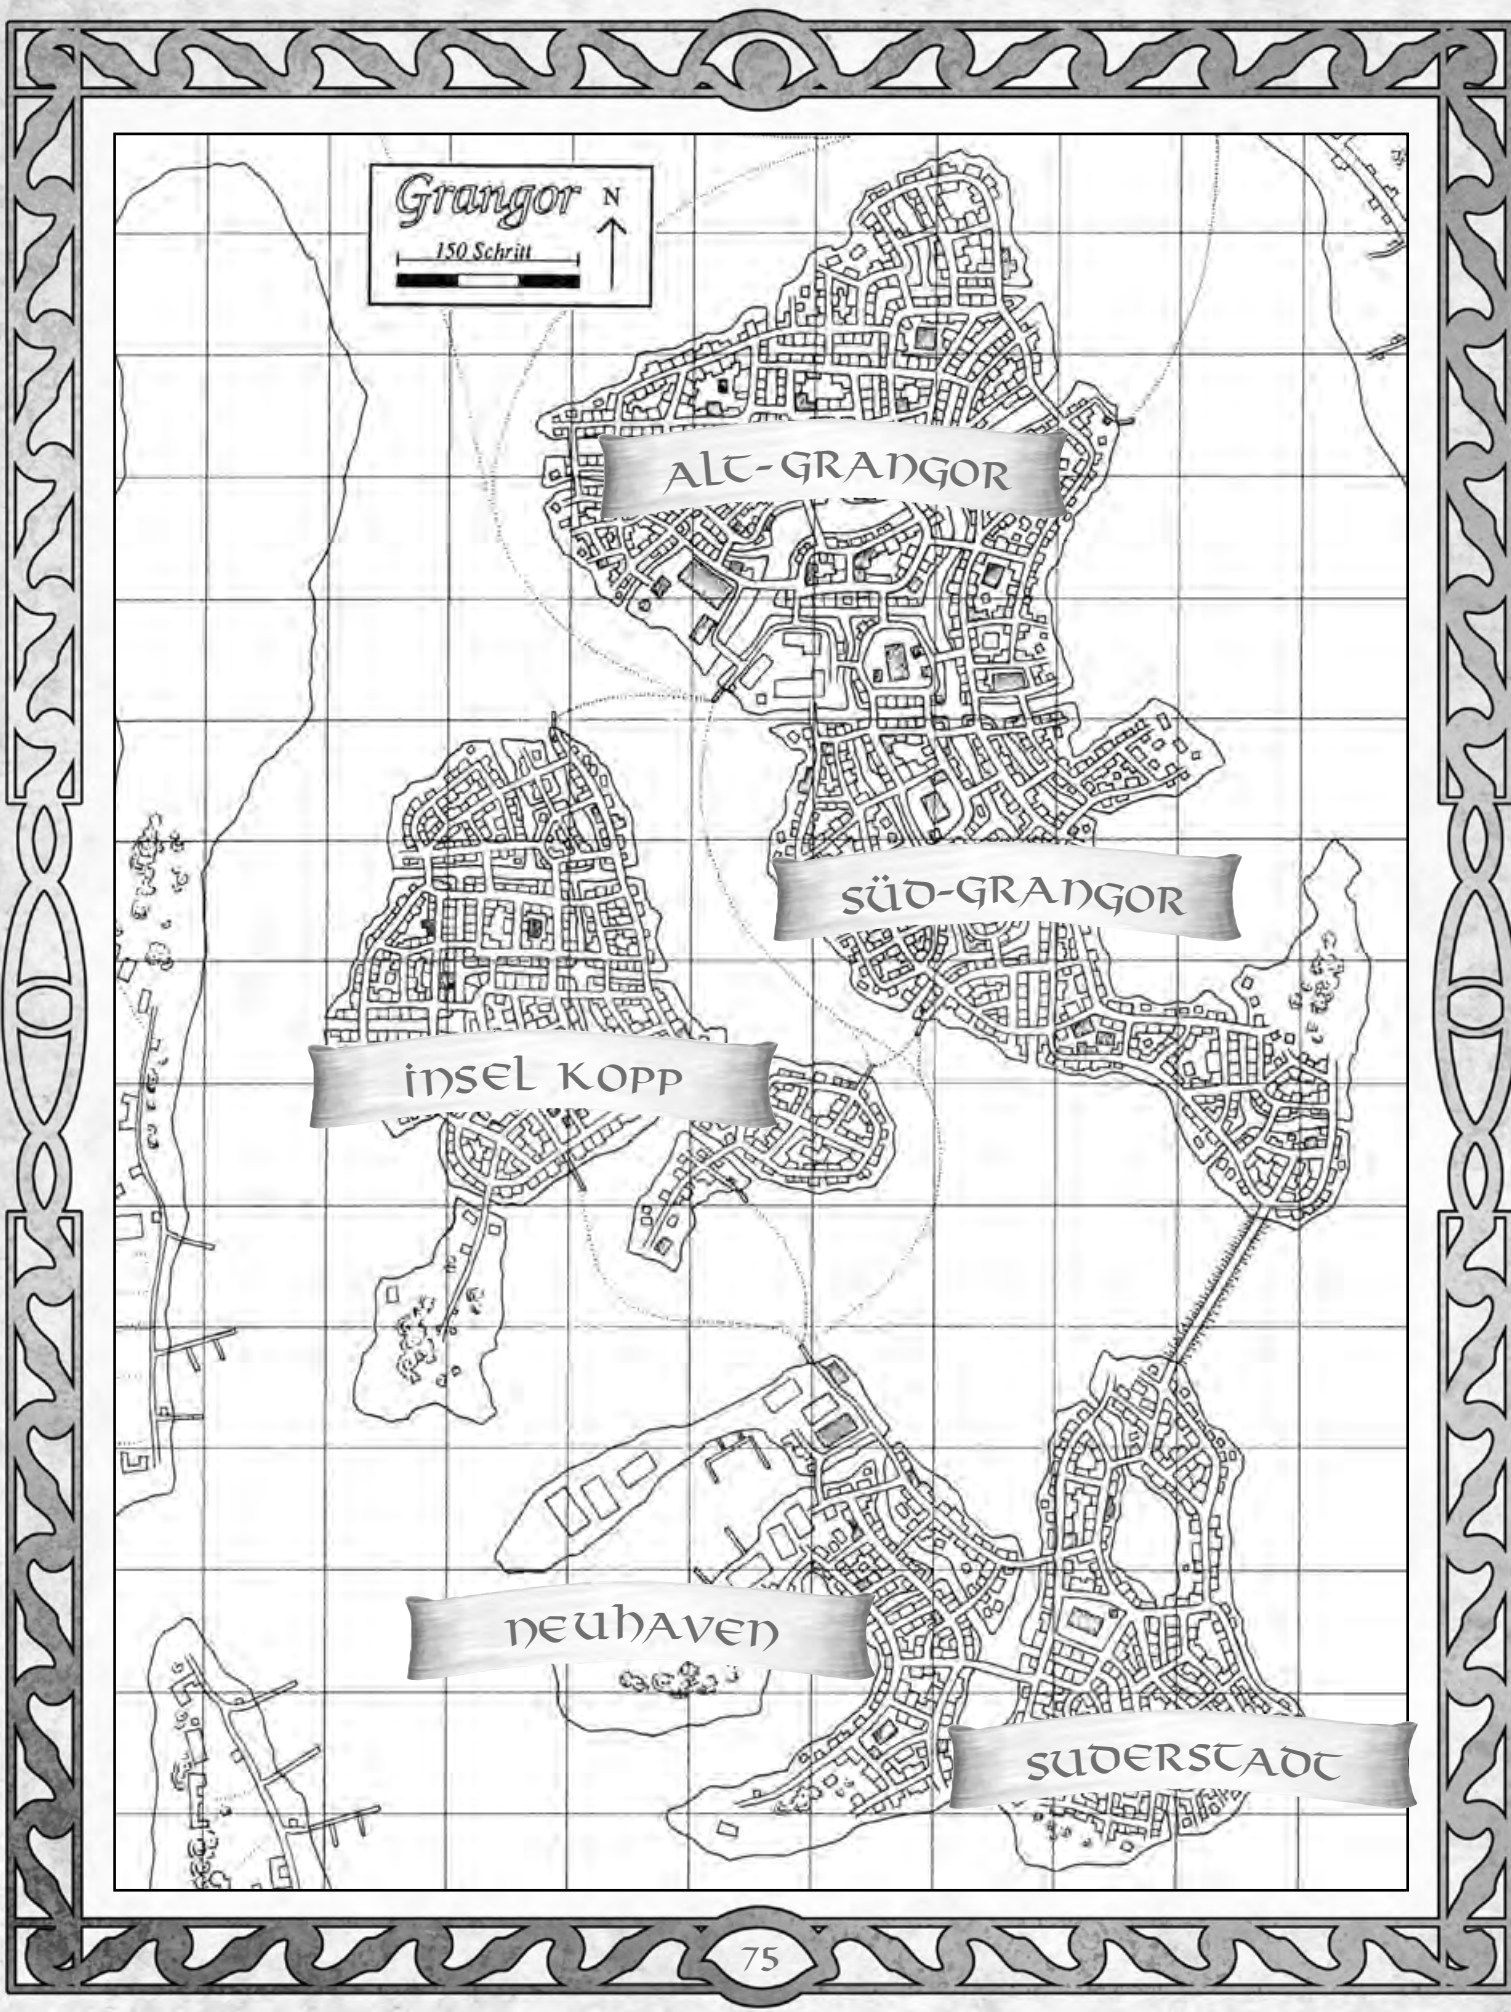 Grangor
N
150 Schritt
ALT-GRANGOR
SÜD-GRANGOR
INSEL KOPP
NEUHAVEN
SUDERSTADT
75